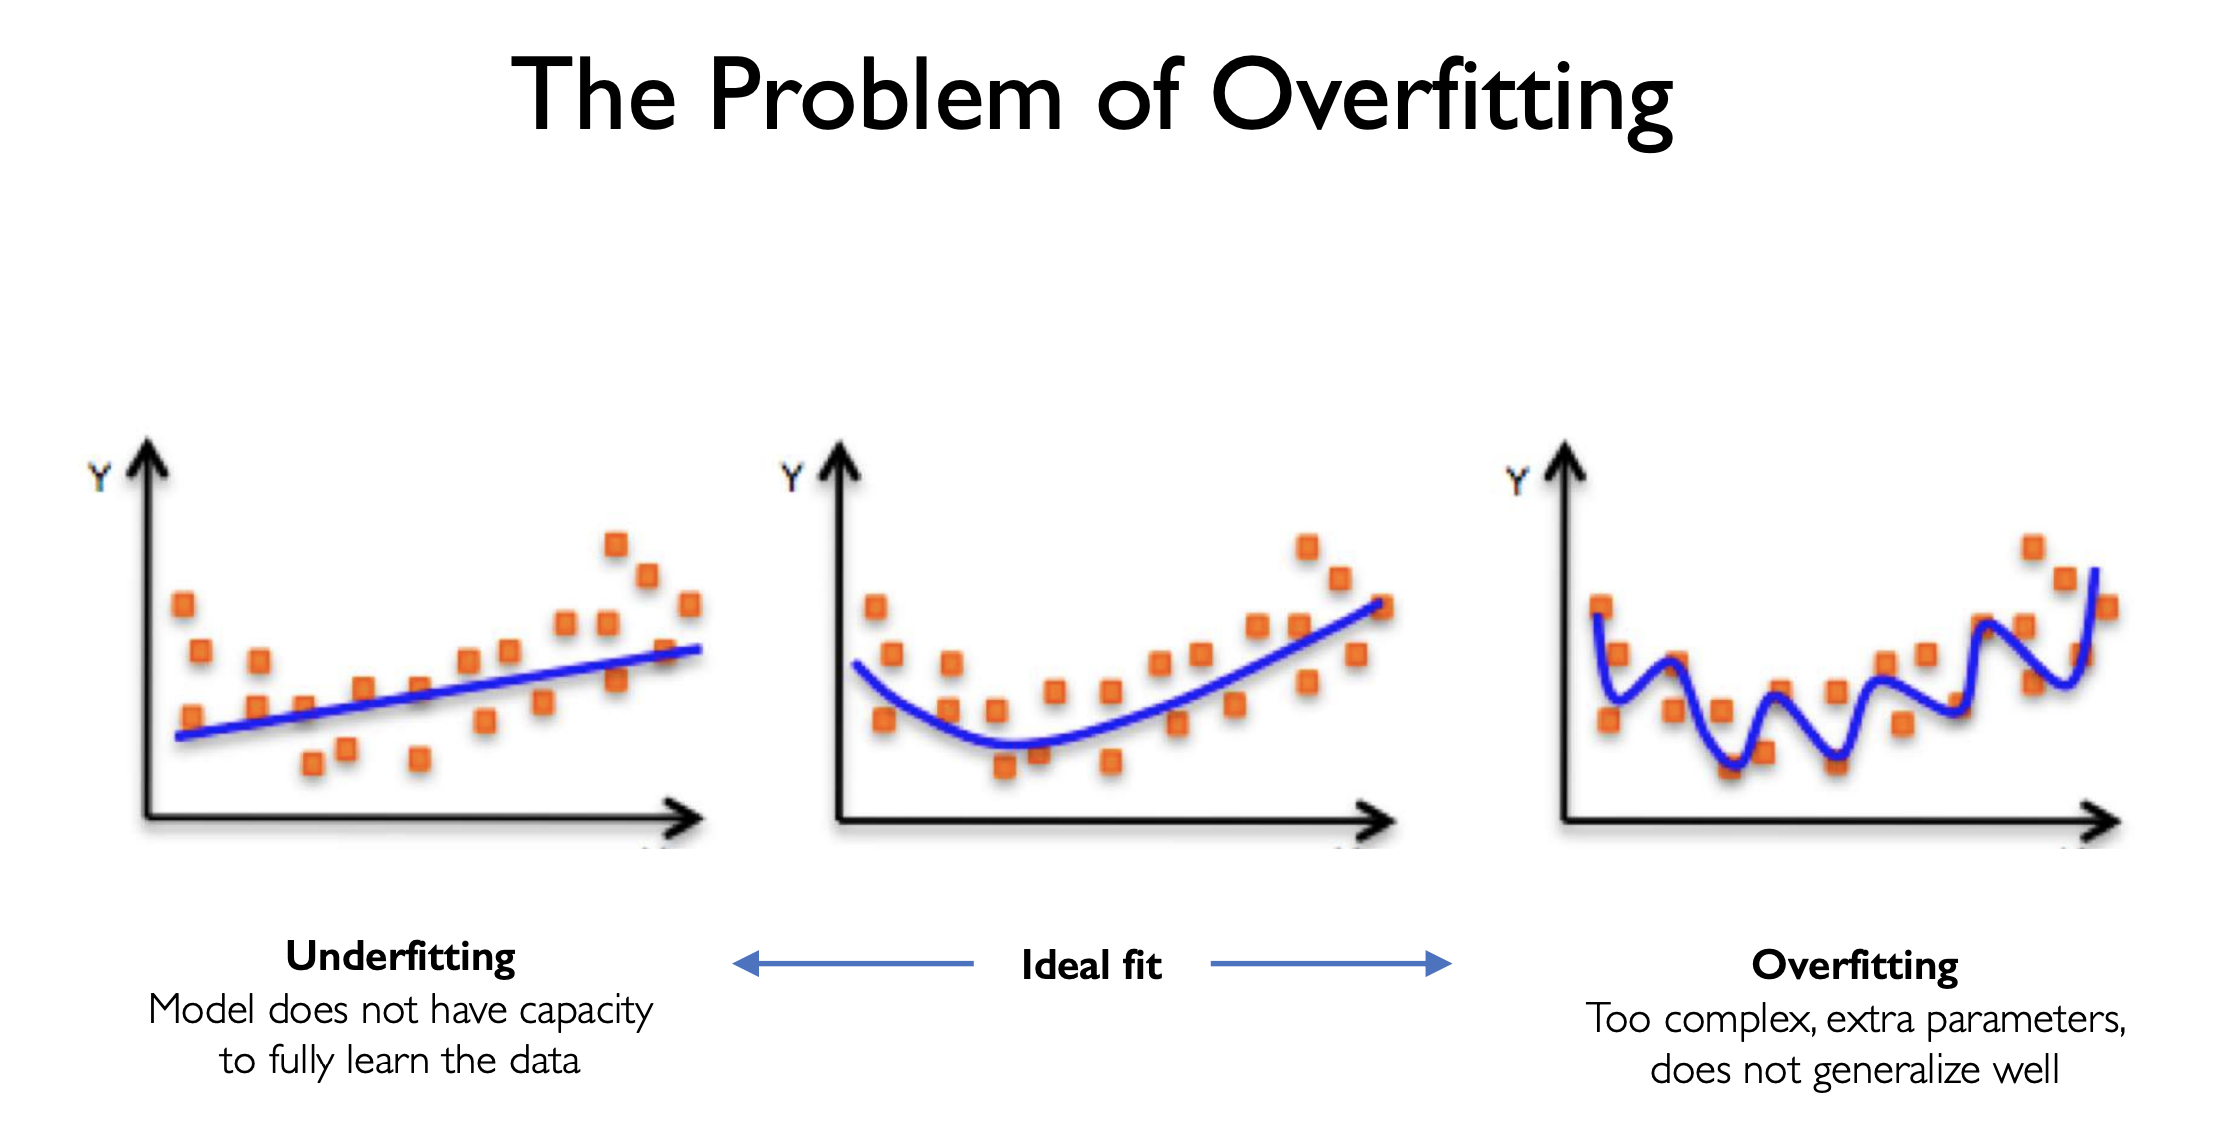 The Problem of Overfitting
Y
Y
Y
Underfitting
Model does not have capacity
to fully learn the data
Ideal fit
Overfitting
Too complex, extra parameters,
does not generalize well